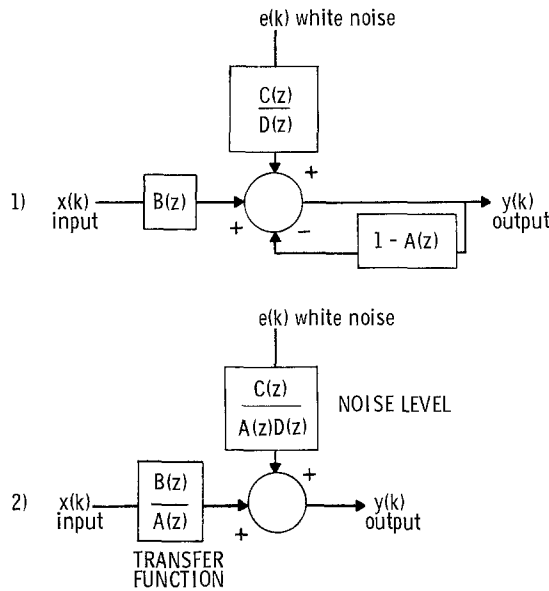 e(k) white noise
C(z)
D(z)
+
1)
x(k)
input
B(z)
+
-
y(k)
output
1 - A(z)
e(k) white noise
C(z)
A(z)D(z)
NOISE LEVEL
+
2)
x(k)
input
B(z)
A(z)
+
y(k)
output
TRANSFER
FUNCTION